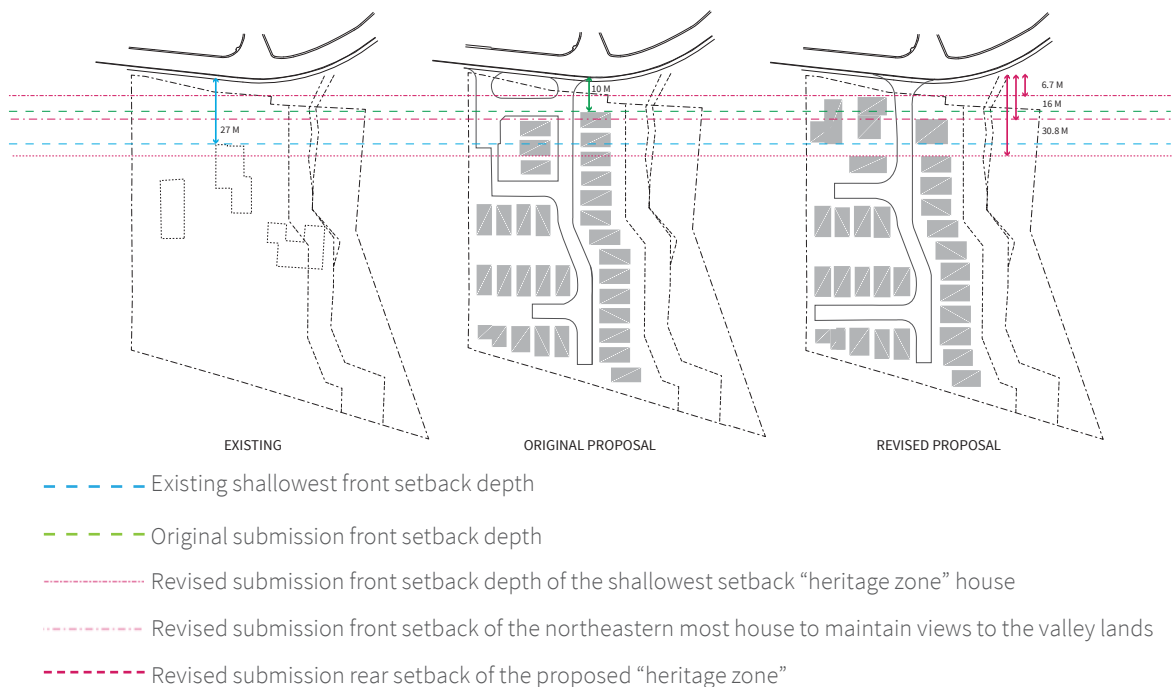 27 M
10 M
6.7 M
16 M
30.8 M
EXISTING
ORIGINAL PROPOSAL
REVISED PROPOSAL
Existing shallowest front setback depth
Original submission front setback depth
Revised submission front setback depth of the shallowest setback “heritage zone” house
Revised submission front setback of the northeastern most house to maintain views to the valley lands
Revised submission rear setback of the proposed “heritage zone”